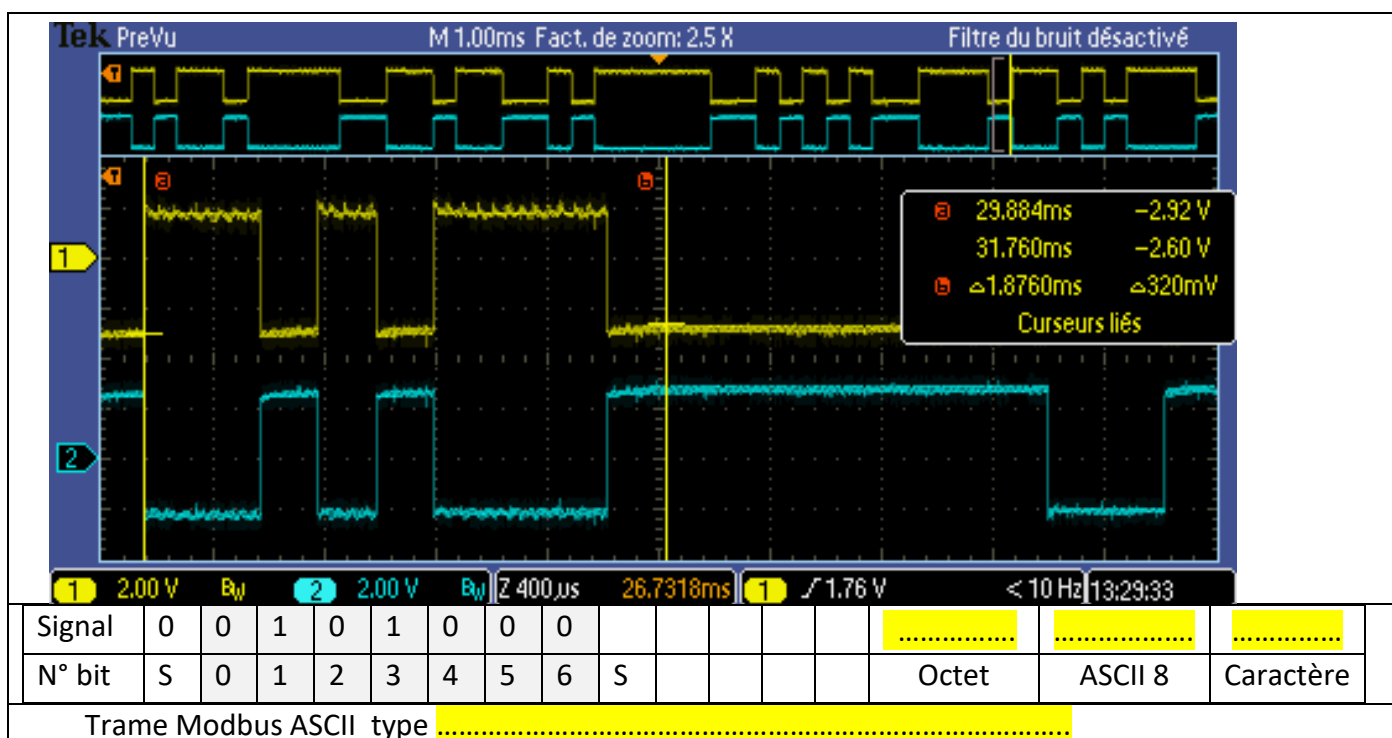 Tek PreVu M 1.00ms Fact. de zoom: 2.5 X Filtre du bruit désactivé
T
T a b
a 29.884ms −2.92 V
31.760ms −2.60 V
b △1.8760ms △320mV
Curseurs liés
1
2
1 2.00 V BW 2 2.00 V BW Z 400µs 26.7318ms 1 ∫ 1.76 V < 10 Hz 13:29:33
Signal 0 0 1 0 1 0 0 0 ……………. ………………. ……………
N° bit S 0 1 2 3 4 5 6 S Octet ASCII 8 Caractère
Trame Modbus ASCII type …………………………………………………………………………..